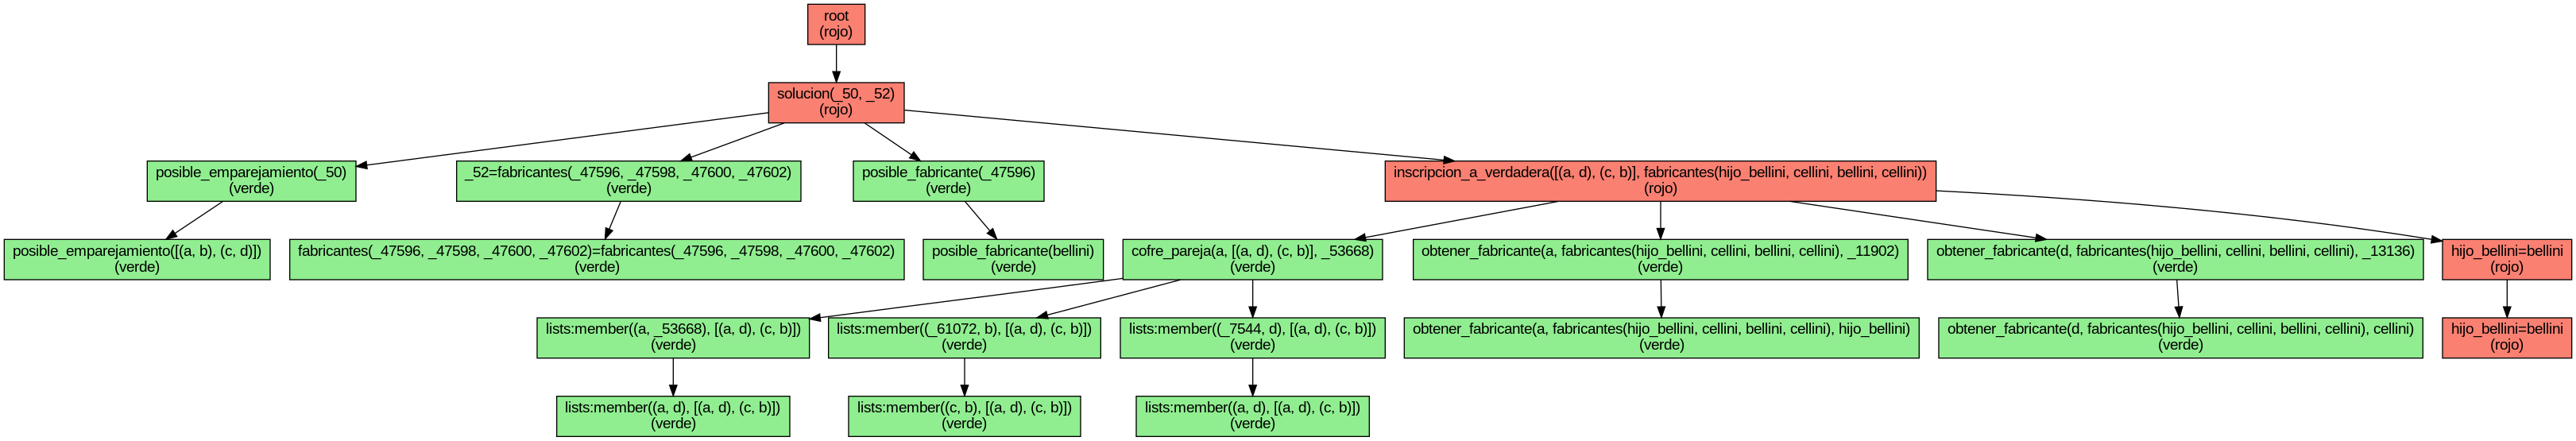 root
(rojo)
solucion(_50, _52)
(rojo)
posible_emparejamiento(_50)
(verde)
_52=fabricantes(_47596, _47598, _47600, _47602)
(verde)
posible_fabricante(_47596)
(verde)
inscripcion_a_verdadera([(a, d), (c, b)], fabricantes(hijo_bellini, cellini, bellini, cellini))
(rojo)
posible_emparejamiento([(a, b), (c, d)])
(verde)
fabricantes(_47596, _47598, _47600, _47602)=fabricantes(_47596, _47598, _47600, _47602)
(verde)
posible_fabricante(bellini)
(verde)
cofre_pareja(a, [(a, d), (c, b)], _53668)
(verde)
obtener_fabricante(a, fabricantes(hijo_bellini, cellini, bellini, cellini), _11902)
(verde)
obtener_fabricante(d, fabricantes(hijo_bellini, cellini, bellini, cellini), _13136)
(verde)
hijo_bellini=bellini
(rojo)
lists:member((a, _53668), [(a, d), (c, b)])
(verde)
lists:member((_61072, b), [(a, d), (c, b)])
(verde)
lists:member((_7544, d), [(a, d), (c, b)])
(verde)
obtener_fabricante(a, fabricantes(hijo_bellini, cellini, bellini, cellini), hijo_bellini)
(verde)
obtener_fabricante(d, fabricantes(hijo_bellini, cellini, bellini, cellini), cellini)
(verde)
hijo_bellini=bellini
(rojo)
lists:member((a, d), [(a, d), (c, b)])
(verde)
lists:member((c, b), [(a, d), (c, b)])
(verde)
lists:member((a, d), [(a, d), (c, b)])
(verde)